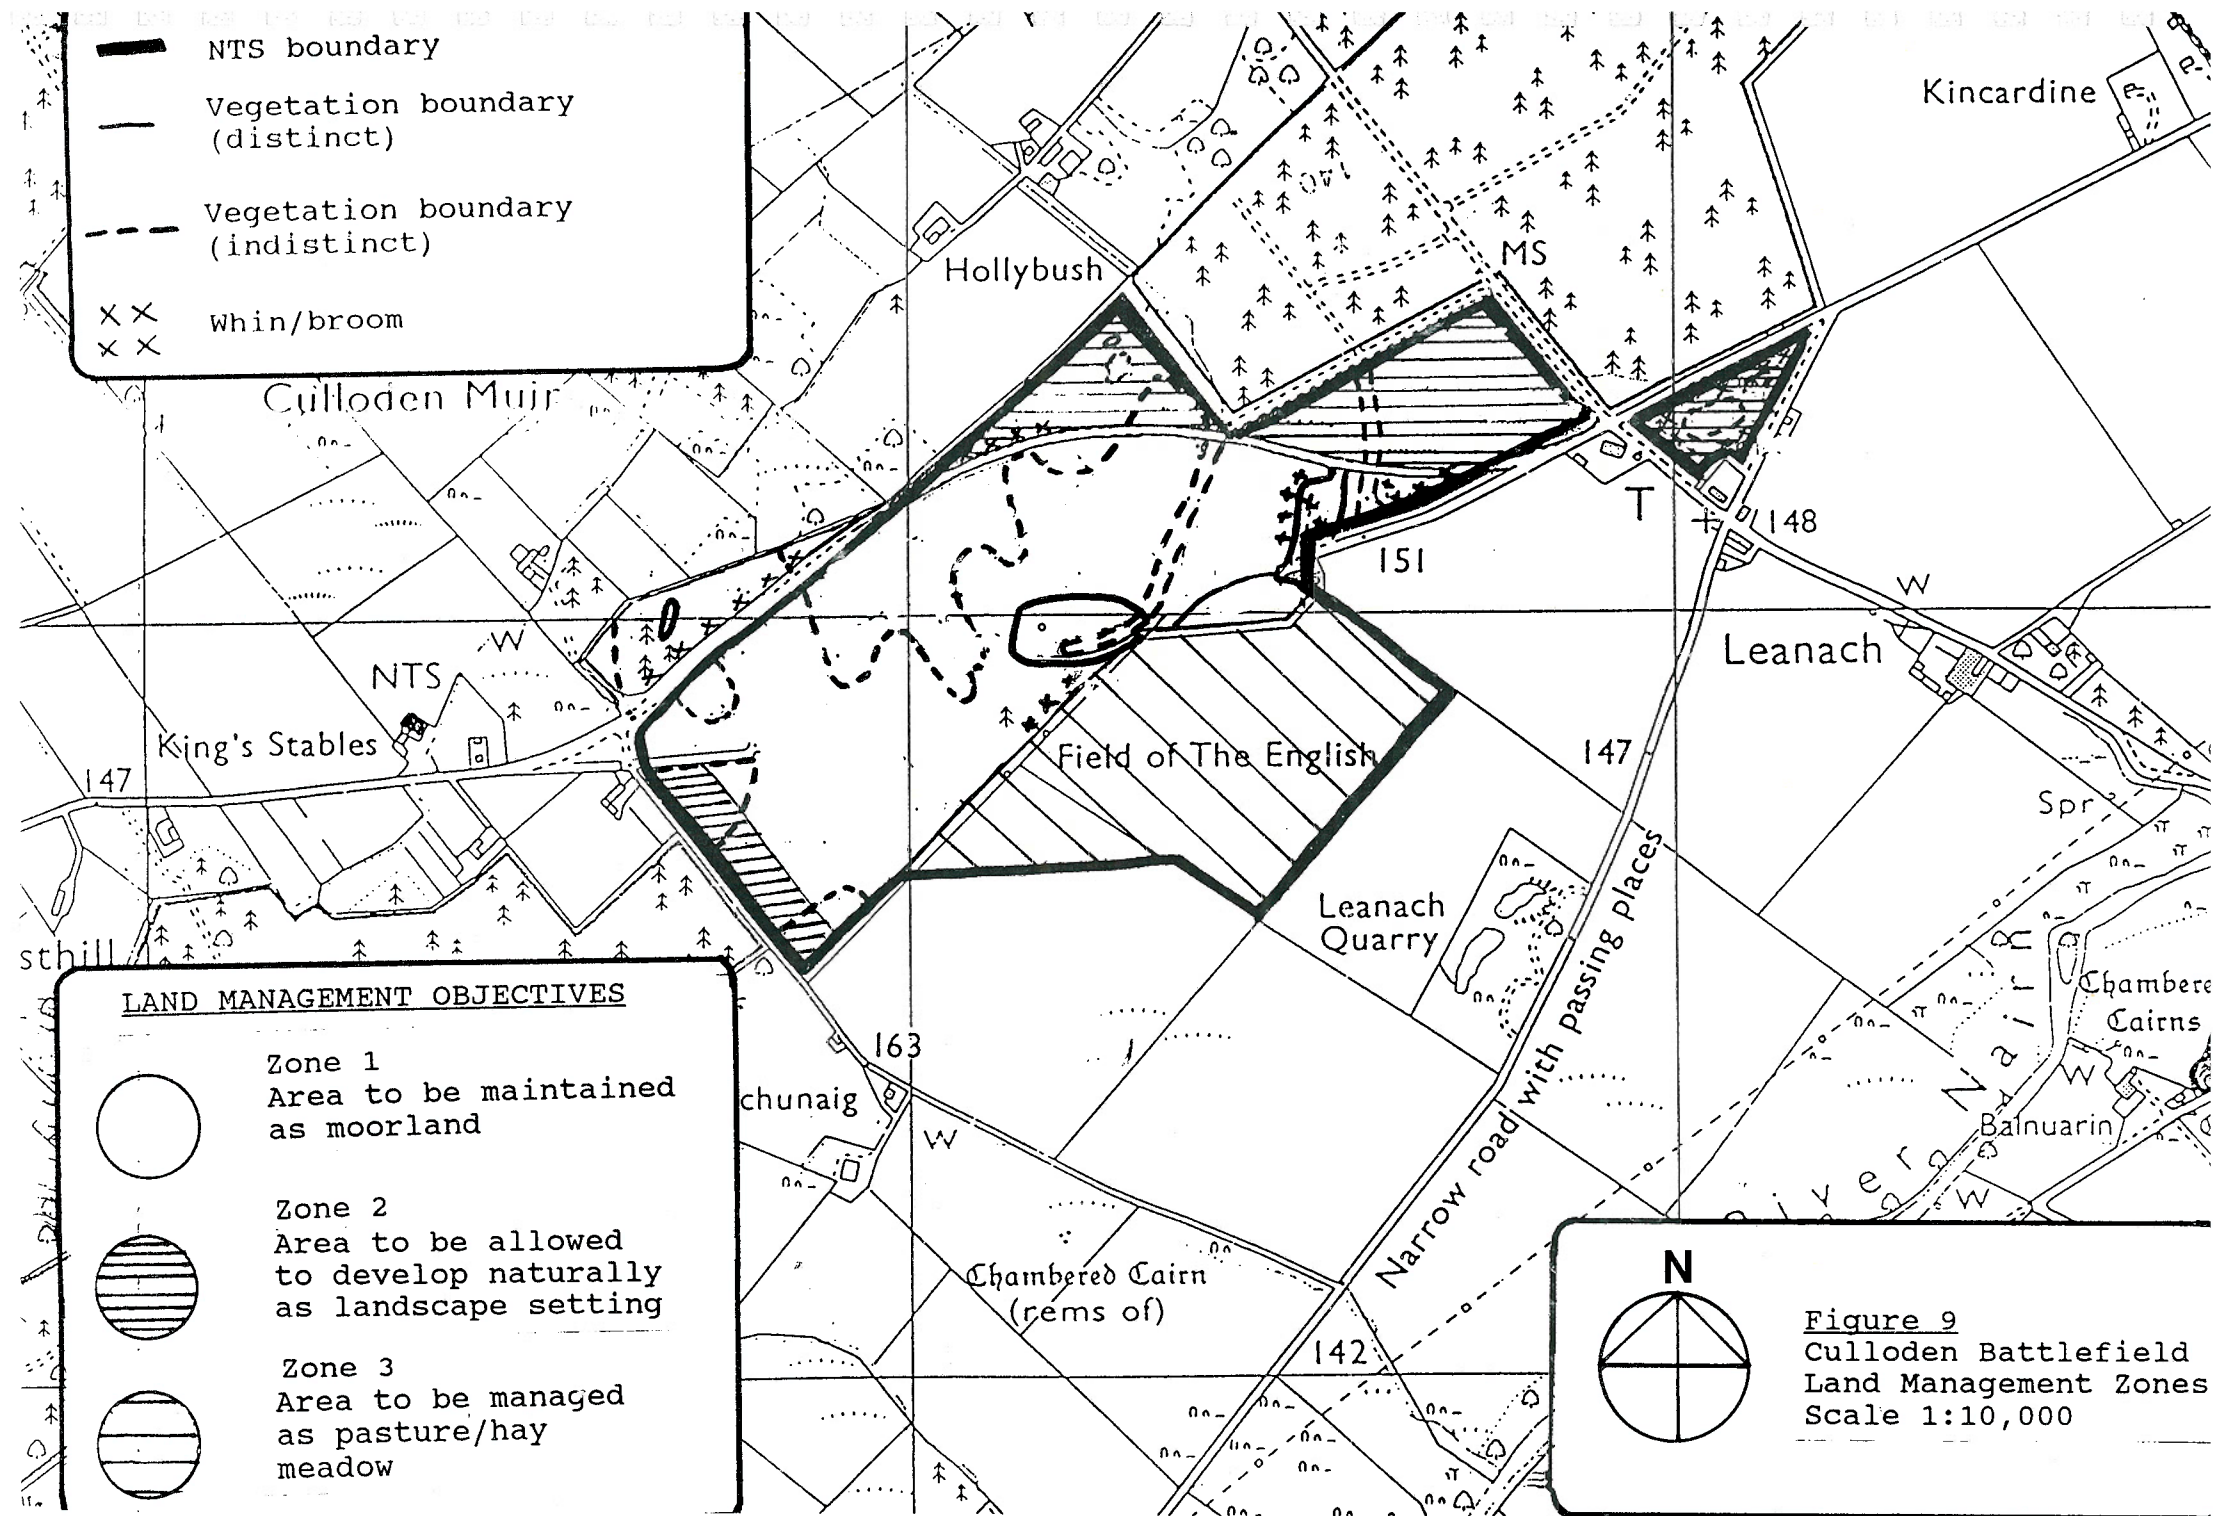 NTS boundary
Vegetation boundary
(distinct)
Vegetation boundary
(indistinct)
Whin/broom
Kincardine
MS
Hollybush
Culloden Muir
T
148
151
W
Leanach
W
NTS
King's Stables
147
Field of The English
147
Spr
Leanach
Quarry
Narrow road with passing places
sthill
163
chunaig
W
Chambered Cairn
(rems of)
142
River Nairn
Chambere
Cairns
W
Balnuarin
W
LAND MANAGEMENT OBJECTIVES
Zone 1
Area to be maintained
as moorland
Zone 2
Area to be allowed
to develop naturally
as landscape setting
Zone 3
Area to be managed
as pasture/hay
meadow
N
Figure 9
Culloden Battlefield
Land Management Zones
Scale 1:10,000